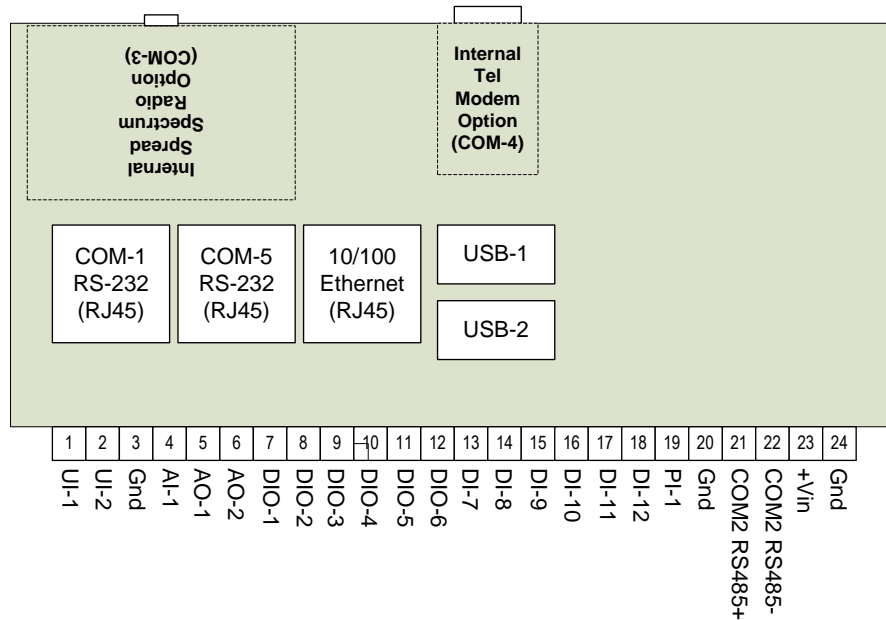 Internal
Spread
Spectrum
Radio
Option
(COM-3)
Internal
Tel
Modem
Option
(COM-4)
COM-1
RS-232
(RJ45)
COM-5
RS-232
(RJ45)
10/100
Ethernet
(RJ45)
USB-1
USB-2
1 2 3 4 5 6 7 8 9 10 11 12 13 14 15 16 17 18 19 20 21 22 23 24
UI-1
UI-2
Gnd
AI-1
AO-1
AO-2
DIO-1
DIO-2
DIO-3
DIO-4
DIO-5
DIO-6
DI-7
DI-8
DI-9
DI-10
DI-11
DI-12
PI-1
Gnd
COM2 RS485+
COM2 RS485-
+Vin
Gnd